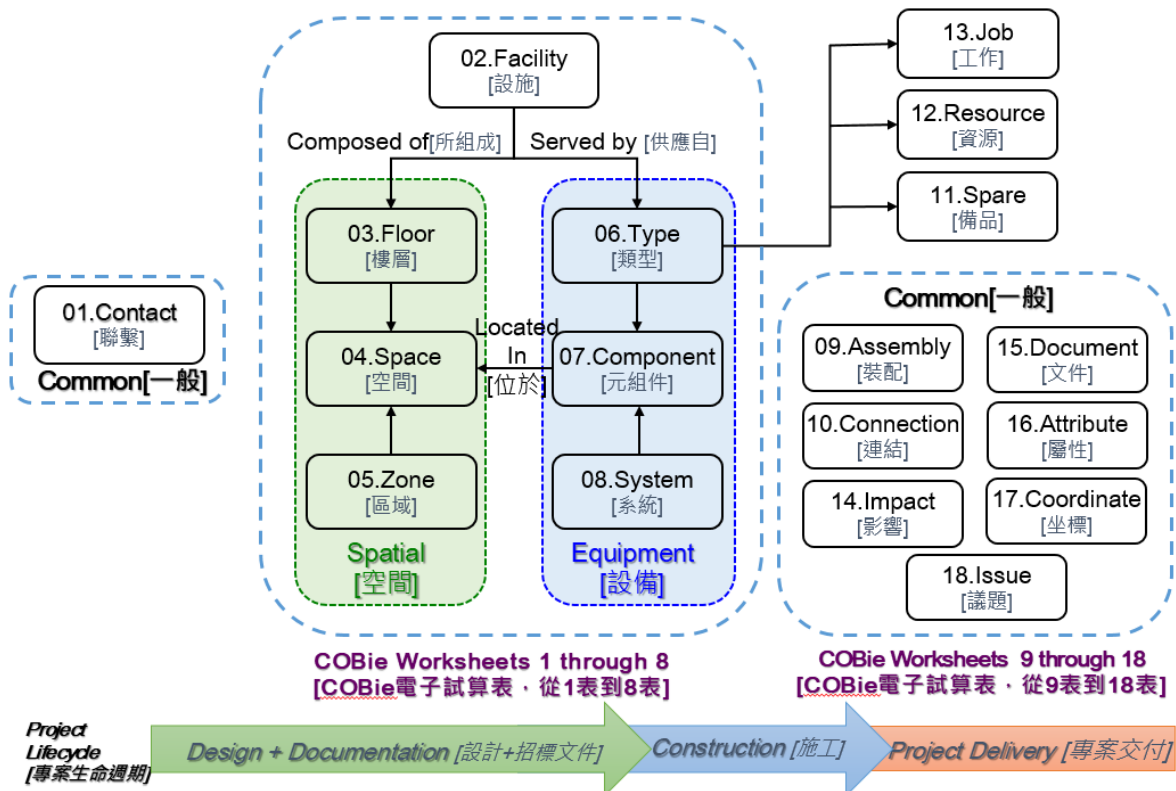 02.Facility
[設施]
Composed of[所組成]
Served by [供應自]
03.Floor
[樓層]
04.Space
[空間]
05.Zone
[區域]
Spatial
[空間]
Located
In
[位於]
06.Type
[類型]
07.Component
[元組件]
08.System
[系統]
Equipment
[設備]
01.Contact
[聯繫]
Common[一般]
13.Job
[工作]
12.Resource
[資源]
11.Spare
[備品]
Common[一般]
09.Assembly
[裝配]
15.Document
[文件]
10.Connection
[連結]
16.Attribute
[屬性]
14.Impact
[影響]
17.Coordinate
[坐標]
18.Issue
[議題]
COBie Worksheets 1 through 8
[COBie電子試算表．從1表到8表]
COBie Worksheets 9 through 18
[COBie電子試算表．從9表到18表]
Project
Lifecycle
[專案生命週期]
Design + Documentation [設計+招標文件]
Construction [施工]
Project Delivery [專案交付]